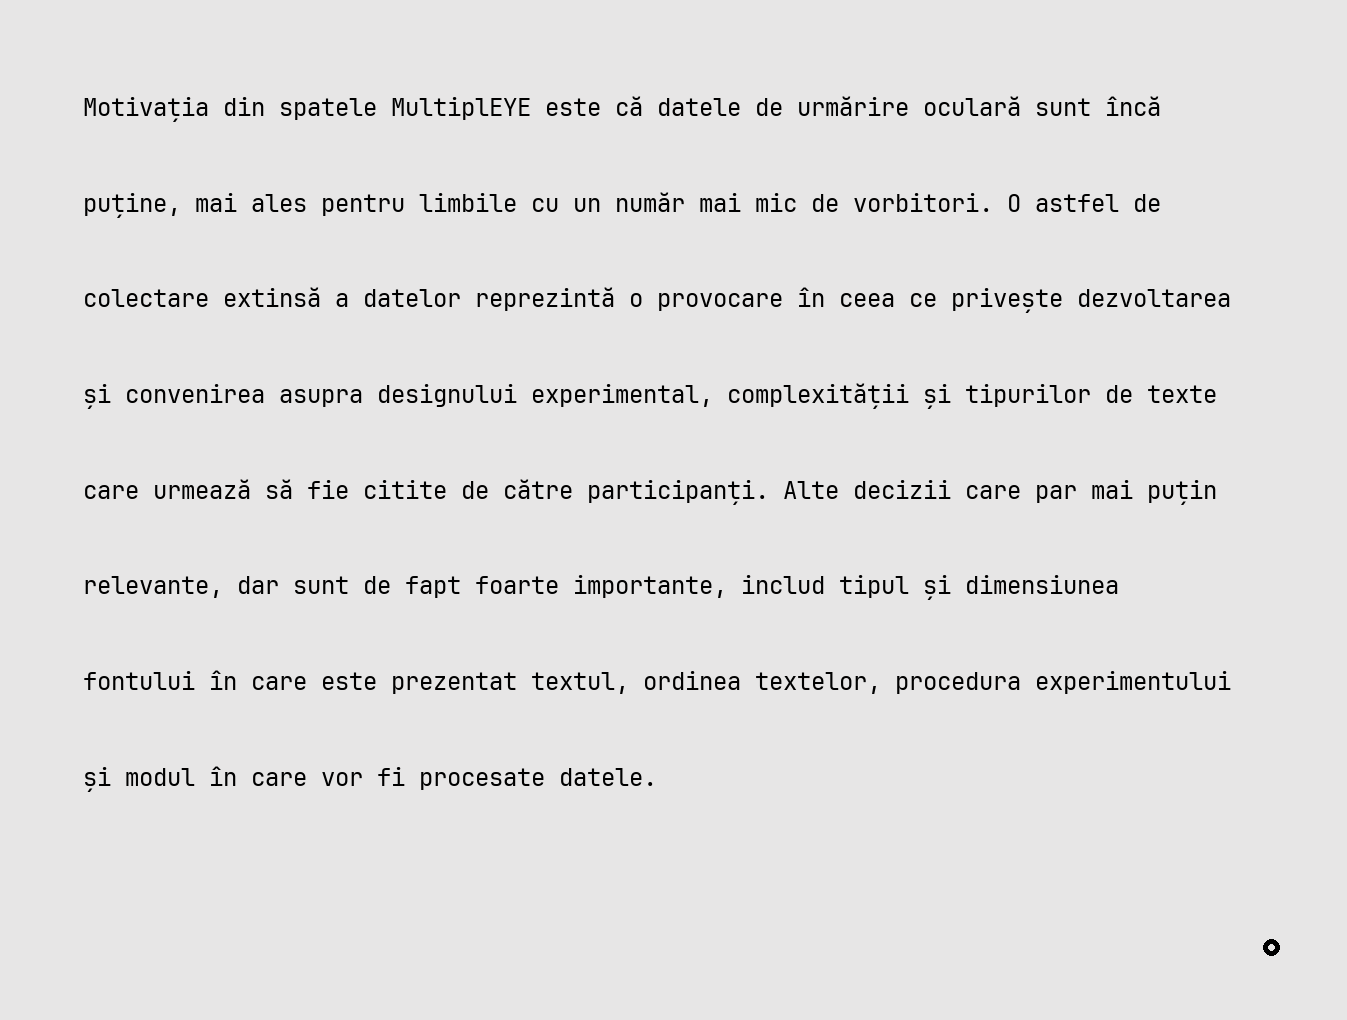 Motivația din spatele MultiplEYE este că datele de urmărire oculară sunt încă
puține, mai ales pentru limbile cu un număr mai mic de vorbitori. O astfel de
colectare extinsă a datelor reprezintă o provocare în ceea ce privește dezvoltarea
și convenirea asupra designului experimental, complexității și tipurilor de texte
care urmează să fie citite de către participanți. Alte decizii care par mai puțin
relevante, dar sunt de fapt foarte importante, includ tipul și dimensiunea
fontului în care este prezentat textul, ordinea textelor, procedura experimentului
și modul în care vor fi procesate datele.